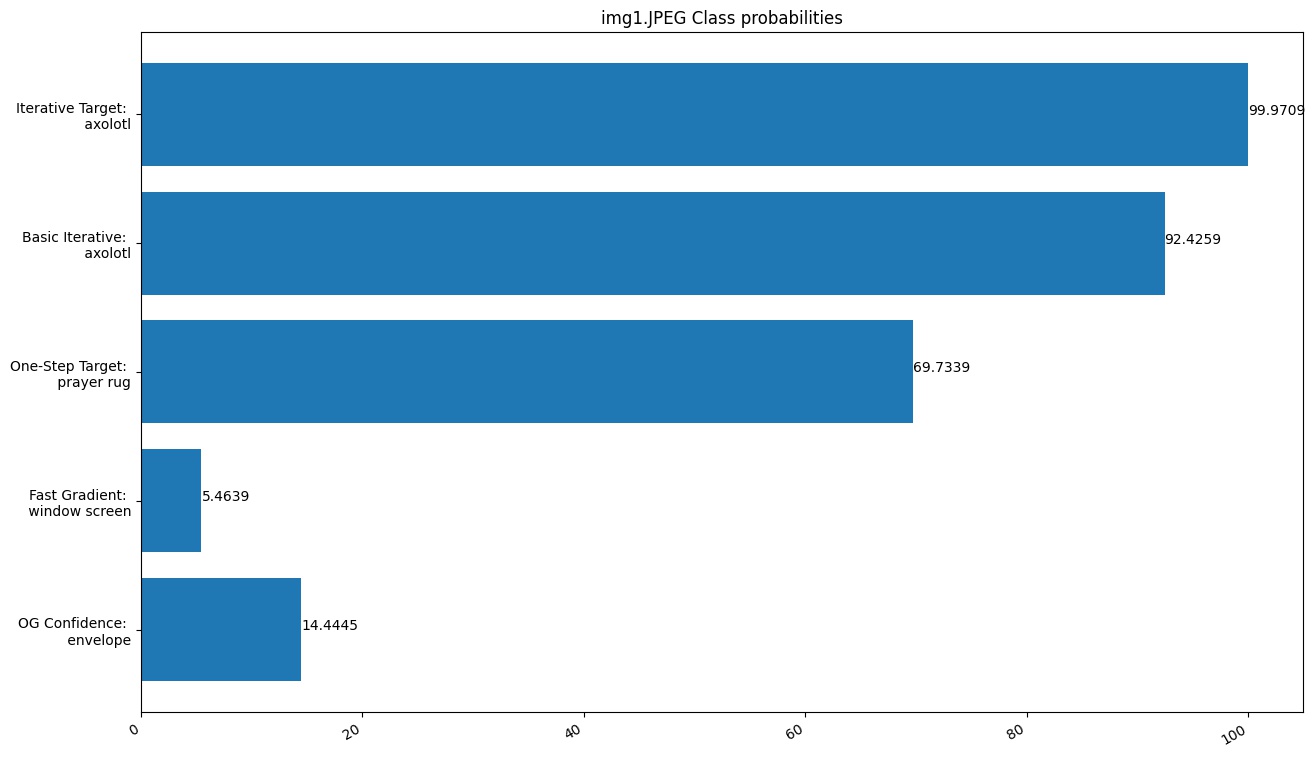 img1.JPEG Class probabilities
Iterative Target:
axolotl
99.9709
Basic Iterative:
axolotl
92.4259
One-Step Target:
prayer rug
69.7339
Fast Gradient:
window screen
5.4639
OG Confidence:
envelope
14.4445
0
20
40
60
80
100